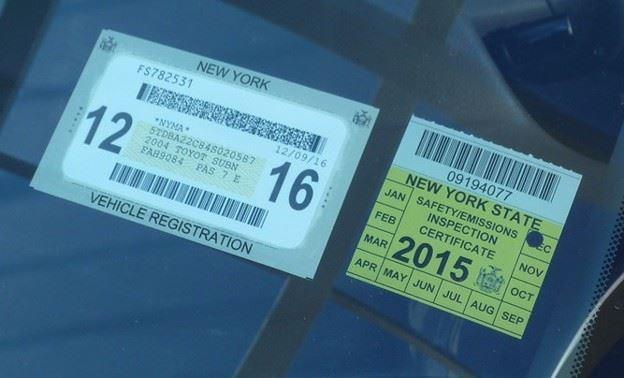 NEW YORK
FS782531
12/09/16
*NYMA*
5TDBA22C84S020587
2004 TOYOT SUBN
FAH9084 PAS 7 E
12
16
VEHICLE REGISTRATION
09194077
NEW YORK STATE
SAFETY/EMISSIONS
INSPECTION
CERTIFICATE
2015
JAN
FEB
MAR
APR MAY JUN JUL AUG SEP
OCT
NOV